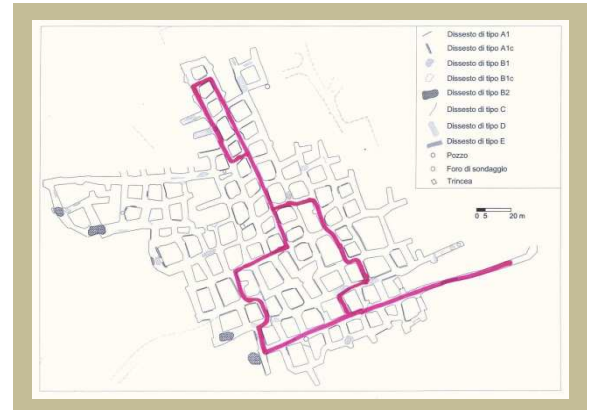 Dissesto di tipo A1
Dissesto di tipo A1c
Dissesto di tipo B1
Dissesto di tipo B1c
Dissesto di tipo B2
Dissesto di tipo C
Dissesto di tipo D
Dissesto di tipo E
Pozzo
Foro di sondaggio
Trincea
0 5 20 m